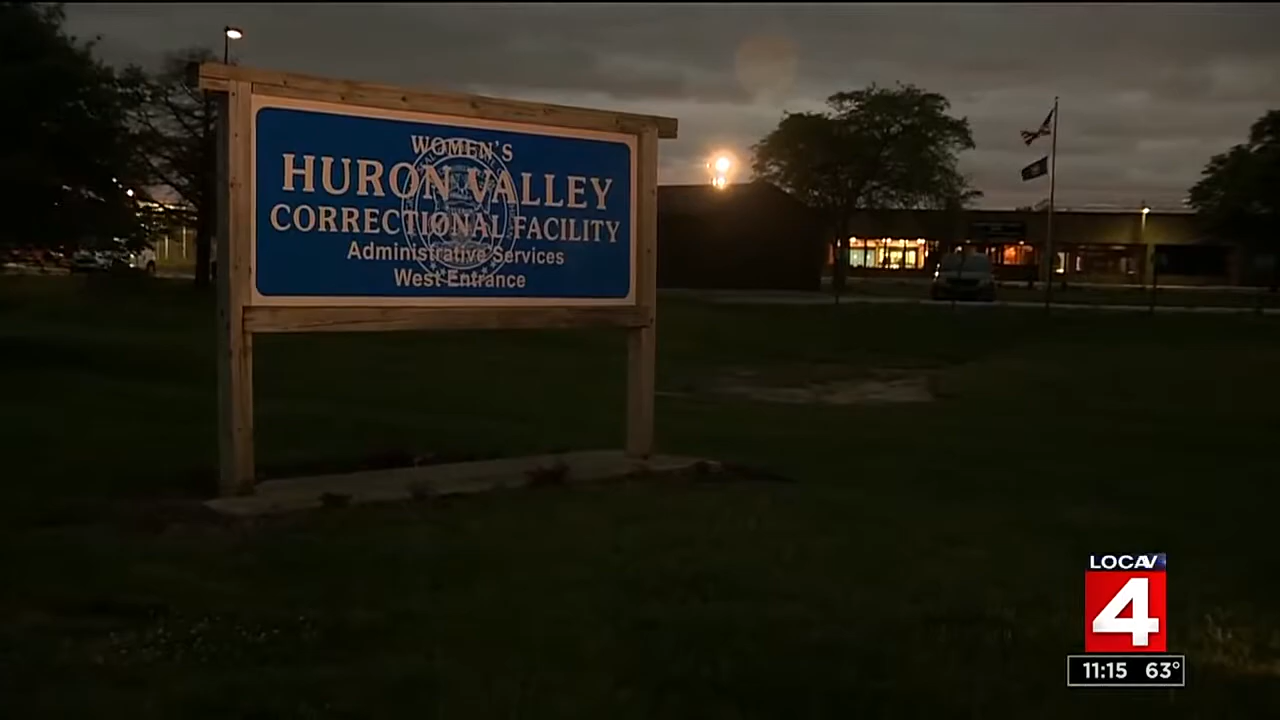 WOMEN'S
HURON VALLEY
CORRECTIONAL FACILITY
Administrative Services
West Entrance
LOCAL
4
11:15 63°